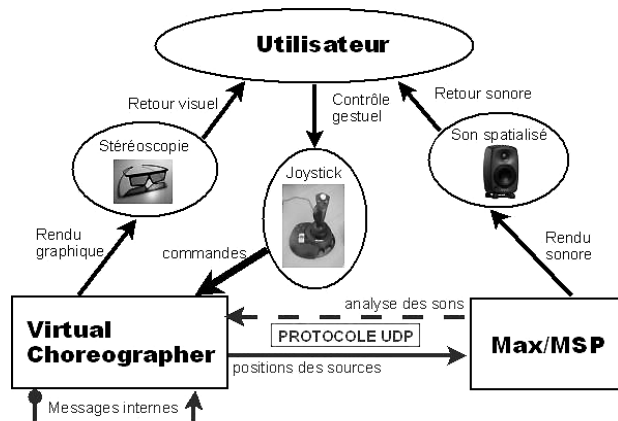 Utilisateur
Retour visuel
Contrôle
gestuel
Retour sonore
Stéréoscopie
Joystick
Son spatialisé
Rendu
graphique
commandes
Rendu
sonore
analyse des sons
Virtual
Choreographer
PROTOCOLE UDP
Max/MSP
positions des sources
Messages internes